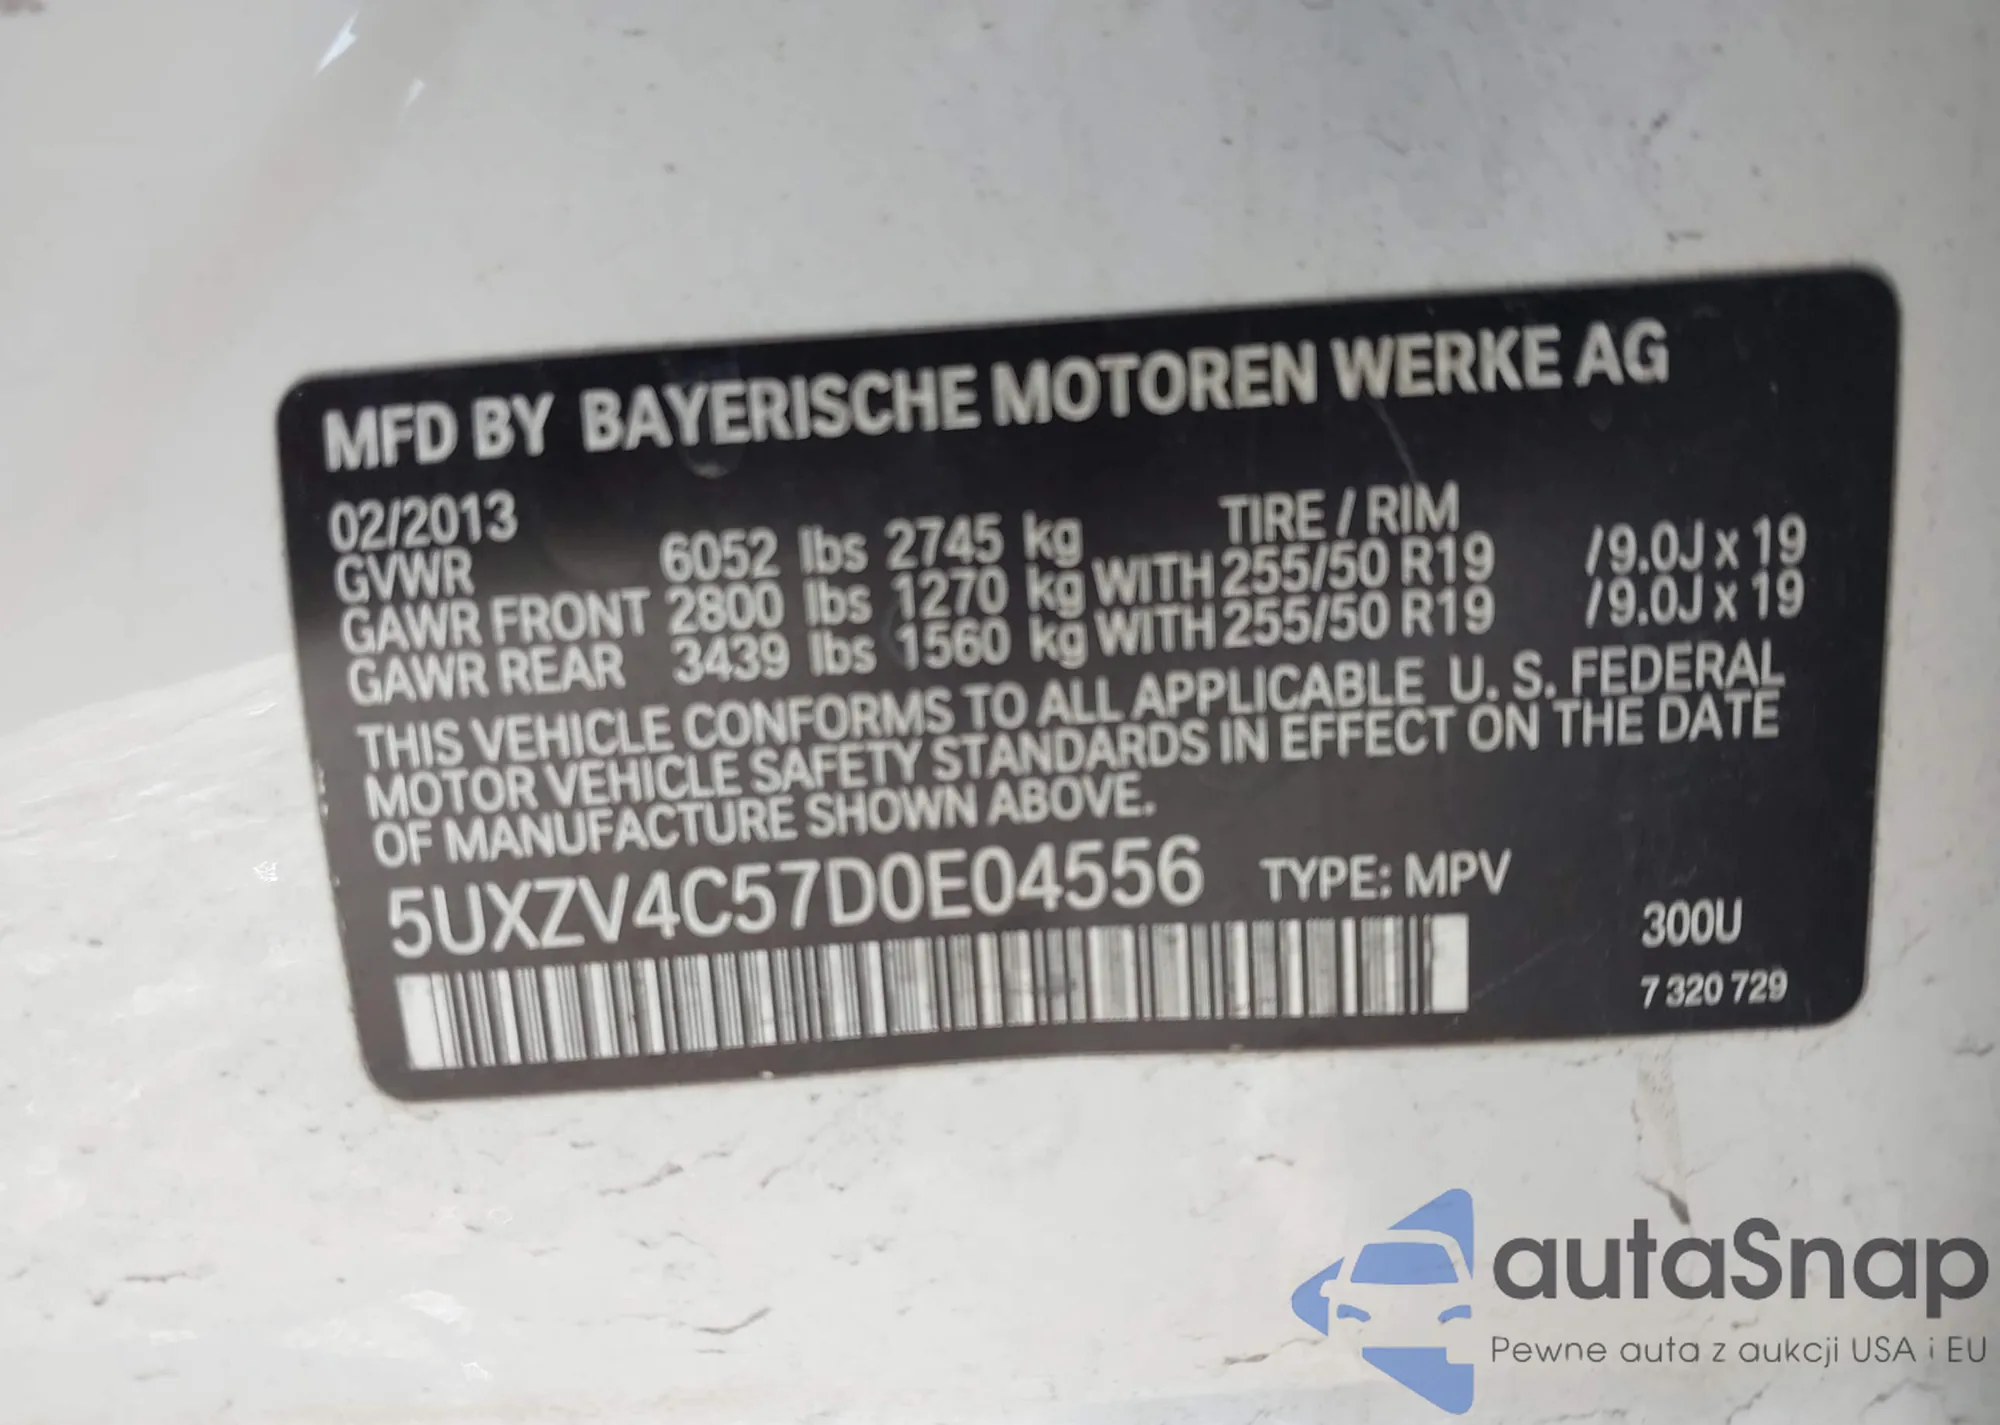 MFD BY BAYERISCHE MOTOREN WERKE AG
02/2013 TIRE / RIM
GVWR 6052 lbs 2745 kg
GAWR FRONT 2800 lbs 1270 kg WITH 255/50 R19 /9.0J x 19
GAWR REAR 3439 lbs 1560 kg WITH 255/50 R19 /9.0J x 19
THIS VEHICLE CONFORMS TO ALL APPLICABLE U. S. FEDERAL
MOTOR VEHICLE SAFETY STANDARDS IN EFFECT ON THE DATE
OF MANUFACTURE SHOWN ABOVE.
5UXZV4C57D0E04556 TYPE: MPV
300U
7 320 729
autaSnap
Pewne auta z aukcji USA i EU